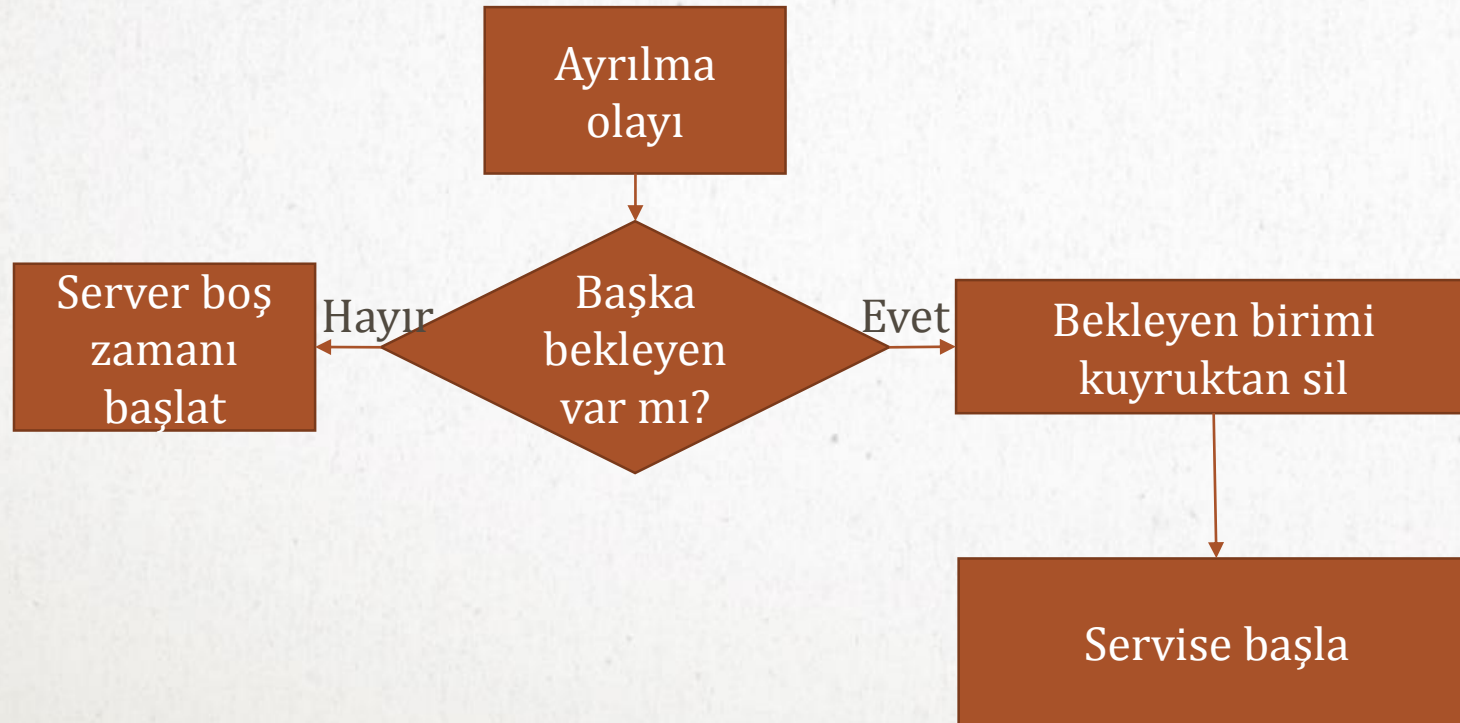 Ayrılma
olayı
Başka
bekleyen
var mı?
Hayır
Server boş
zamanı
başlat
Evet
Bekleyen birimi
kuyruktan sil
Servise başla